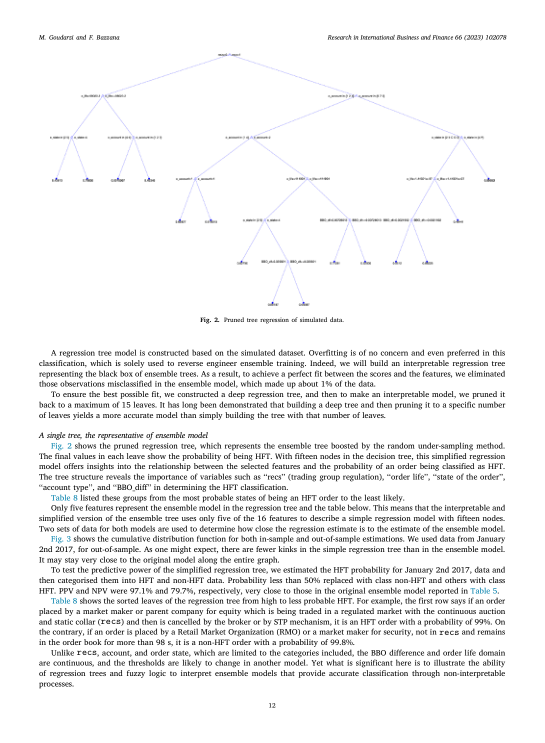 M. Goudarzi and F. Bazzana
Research in International Business and Finance 66 (2023) 102078
Fig. 2. Pruned tree regression of simulated data.
A regression tree model is constructed based on the simulated dataset. Overfitting is of no concern and even preferred in this
classification, which is solely used to reverse engineer ensemble training. Indeed, we will build an interpretable regression tree
representing the black box of ensemble trees. As a result, to achieve a perfect fit between the scores and the features, we eliminated
those observations misclassified in the ensemble model, which made up about 1% of the data.
To ensure the best possible fit, we constructed a deep regression tree, and then to make an interpretable model, we pruned it
back to a maximum of 15 leaves. It has long been demonstrated that building a deep tree and then pruning it to a specific number
of leaves yields a more accurate model than simply building the tree with that number of leaves.
A single tree, the representative of ensemble model
Fig. 2 shows the pruned regression tree, which represents the ensemble tree boosted by the random under-sampling method.
The final values in each leave show the probability of being HFT. With fifteen nodes in the decision tree, this simplified regression
model offers insights into the relationship between the selected features and the probability of an order being classified as HFT.
The tree structure reveals the importance of variables such as “recs” (trading group regulation), “order life”, “state of the order”,
“account type”, and “BBO_diff” in determining the HFT classification.
Table 8 listed these groups from the most probably states of being an HFT order to the least likely.
Only five features represent the ensemble model in the regression tree and the table below. This means that the interpretable and
simplified version of the ensemble tree uses only five of the 16 features to describe a simple regression model with fifteen nodes.
Two sets of data for both models are used to determine how close the regression estimate is to the estimate of the ensemble model.
Fig. 3 shows the cumulative distribution function for both in-sample and out-of-sample estimations. We used data from January
2nd 2017, for out-of-sample. As one might expect, there are fewer kinks in the simple regression tree than in the ensemble model.
It may stay very close to the original model along the entire graph.
To test the predictive power of the simplified regression tree, we estimated the HFT probability for January 2nd 2017, data and
then categorised them into HFT and non-HFT data. Probability less than 50% replaced with class non-HFT and others with class
HFT. PPV and NPV were 97.1% and 79.7%, respectively, very close to those in the original ensemble model reported in Table 5.
Table 8 shows the sorted leaves of the regression tree from high to less probable HFT. For example, the first row says if an order
placed by a market maker or parent company for equity which is being traded in a regulated market with the continuous auction
and static collar (recs) and then is cancelled by the broker or by STP mechanism, it is an HFT order with a probability of 99%. On
the contrary, if an order is placed by a Retail Market Organization (RMO) or a market maker for security, not in recs and remains
in the order book for more than 98 s, it is a non-HFT order with a probability of 99.8%.
Unlike recs, account, and order state, which are limited to the categories included, the BBO difference and order life domain
are continuous, and the thresholds are likely to change in another model. Yet what is significant here is to illustrate the ability
of regression trees and fuzzy logic to interpret ensemble models that provide accurate classification through non-interpretable
processes.
12